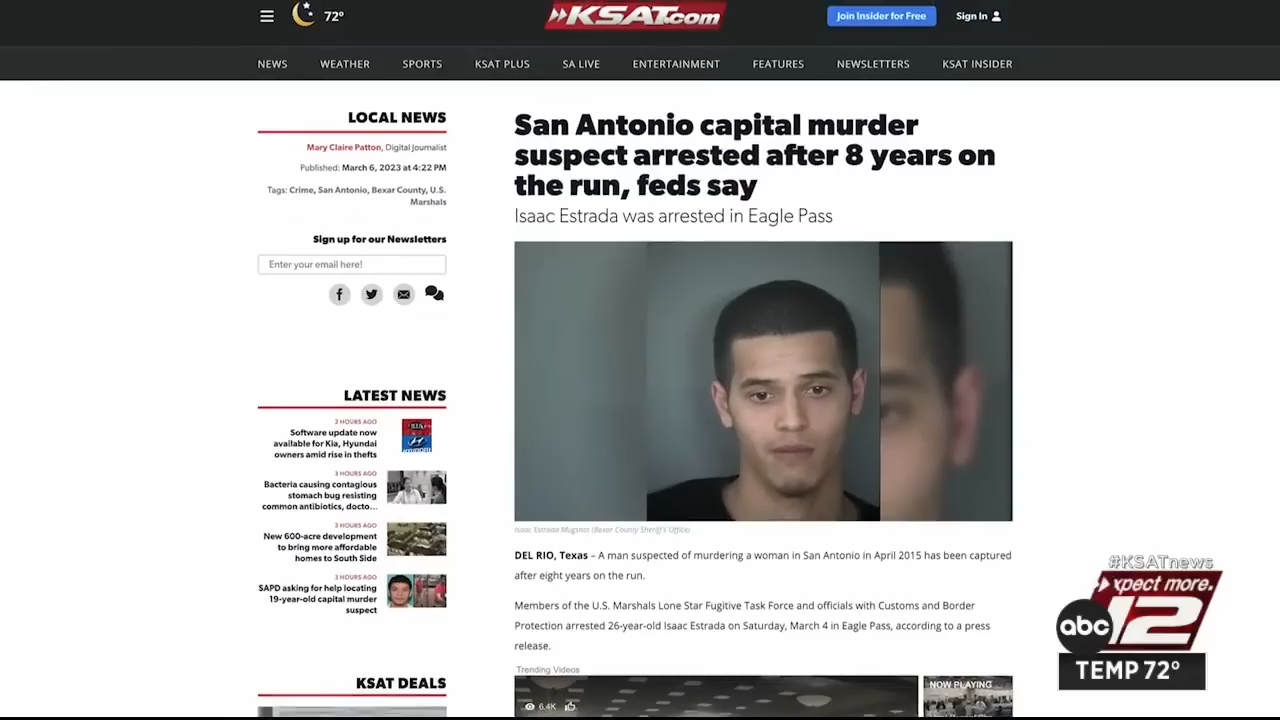 72°
KSAT.com
Join Insider for Free
Sign In
NEWS
WEATHER
SPORTS
KSAT PLUS
SA LIVE
ENTERTAINMENT
FEATURES
NEWSLETTERS
KSAT INSIDER
LOCAL NEWS
Mary Claire Patton, Digital Journalist
Published: March 6, 2023 at 4:22 PM
Tags: Crime, San Antonio, Bexar County, U.S.
Marshals
Sign up for our Newsletters
Enter your email here!
LATEST NEWS
2 HOURS AGO
Software update now
available for Kia, Hyundai
owners amid rise in thefts
3 HOURS AGO
Bacteria causing contagious
stomach bug resisting
common antibiotics, docto...
3 HOURS AGO
New 600-acre development
to bring more affordable
homes to South Side
3 HOURS AGO
SAPD asking for help locating
19-year-old capital murder
suspect
KSAT DEALS
San Antonio capital murder
suspect arrested after 8 years on
the run, feds say
Isaac Estrada was arrested in Eagle Pass
Isaac Estrada Mugshot (Bexar County Sheriff's Office)
DEL RIO, Texas – A man suspected of murdering a woman in San Antonio in April 2015 has been captured
after eight years on the run.
Members of the U.S. Marshals Lone Star Fugitive Task Force and officials with Customs and Border
Protection arrested 26-year-old Isaac Estrada on Saturday, March 4 in Eagle Pass, according to a press
release.
Trending Videos
6.4K
NOW PLAYING
#KSATnews
xpect more.
abc
12
TEMP 72°